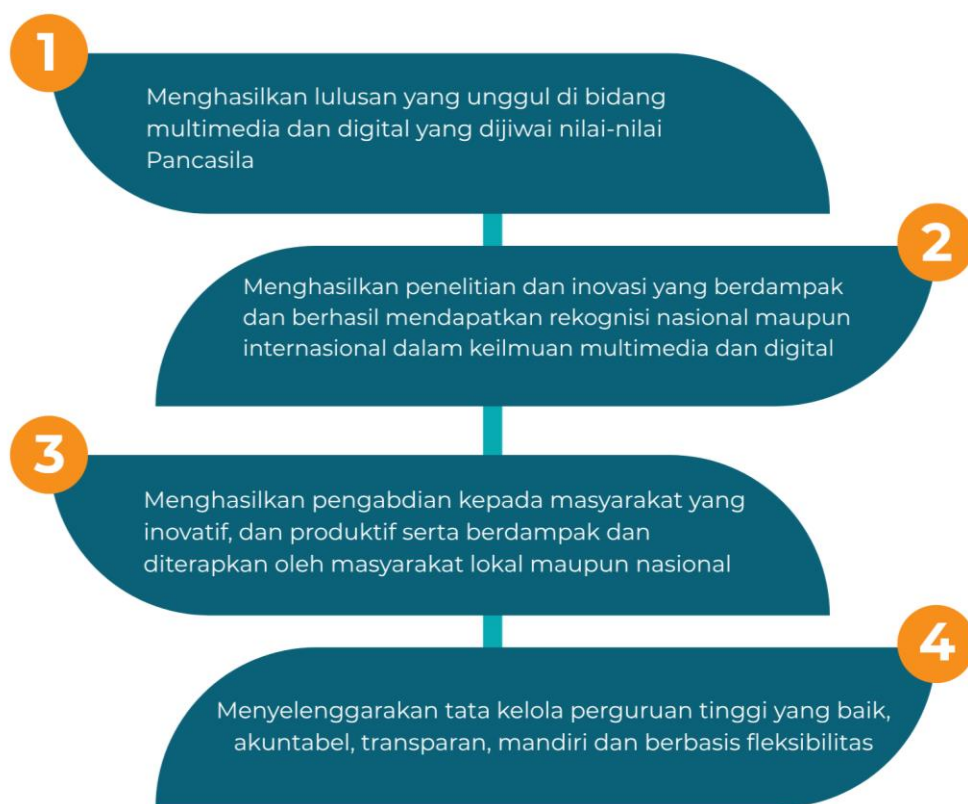 1
Menghasilkan lulusan yang unggul di bidang
multimedia dan digital yang dijiwai nilai-nilai
Pancasila
2
Menghasilkan penelitian dan inovasi yang berdampak
dan berhasil mendapatkan rekognisi nasional maupun
internasional dalam keilmuan multimedia dan digital
3
Menghasilkan pengabdian kepada masyarakat yang
inovatif, dan produktif serta berdampak dan
diterapkan oleh masyarakat lokal maupun nasional
4
Menyelenggarakan tata kelola perguruan tinggi yang baik,
akuntabel, transparan, mandiri dan berbasis fleksibilitas